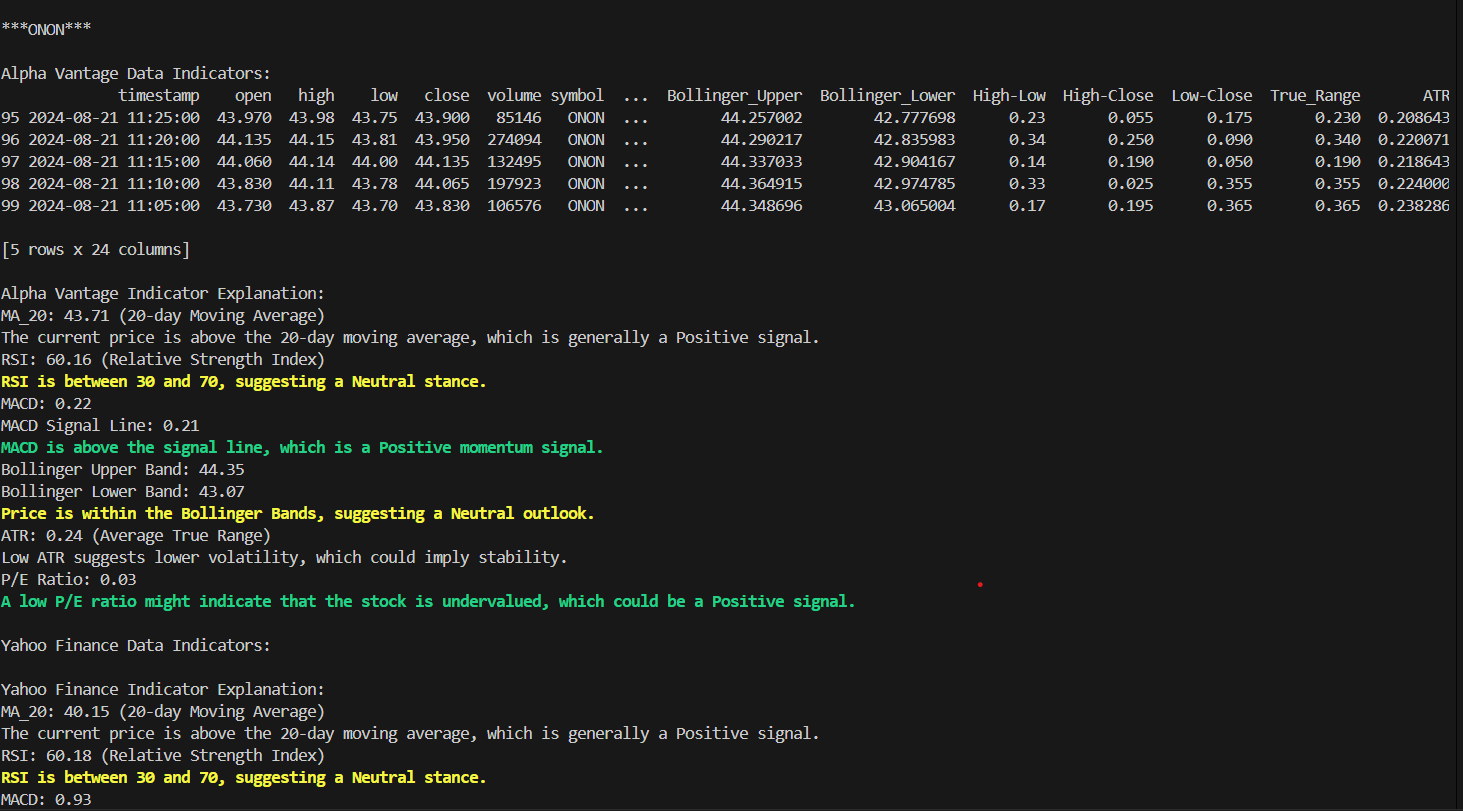 ***ONON***
Alpha Vantage Data Indicators:
timestamp open high low close volume symbol ... Bollinger_Upper Bollinger_Lower High-Low High-Close Low-Close True_Range ATR
95 2024-08-21 11:25:00 43.970 43.98 43.75 43.900 85146 ONON ... 44.257002 42.777698 0.23 0.055 0.175 0.230 0.208643
96 2024-08-21 11:20:00 44.135 44.15 43.81 43.950 274094 ONON ... 44.290217 42.835983 0.34 0.250 0.090 0.340 0.220071
97 2024-08-21 11:15:00 44.060 44.14 44.00 44.135 132495 ONON ... 44.337033 42.904167 0.14 0.190 0.050 0.190 0.218643
98 2024-08-21 11:10:00 43.830 44.11 43.78 44.065 197923 ONON ... 44.364915 42.974785 0.33 0.025 0.355 0.355 0.224000
99 2024-08-21 11:05:00 43.730 43.87 43.70 43.830 106576 ONON ... 44.348696 43.065004 0.17 0.195 0.365 0.365 0.238286
[5 rows x 24 columns]
Alpha Vantage Indicator Explanation:
MA_20: 43.71 (20-day Moving Average)
The current price is above the 20-day moving average, which is generally a Positive signal.
RSI: 60.16 (Relative Strength Index)
RSI is between 30 and 70, suggesting a Neutral stance.
MACD: 0.22
MACD Signal Line: 0.21
MACD is above the signal line, which is a Positive momentum signal.
Bollinger Upper Band: 44.35
Bollinger Lower Band: 43.07
Price is within the Bollinger Bands, suggesting a Neutral outlook.
ATR: 0.24 (Average True Range)
Low ATR suggests lower volatility, which could imply stability.
P/E Ratio: 0.03
A low P/E ratio might indicate that the stock is undervalued, which could be a Positive signal.
Yahoo Finance Data Indicators:
Yahoo Finance Indicator Explanation:
MA_20: 40.15 (20-day Moving Average)
The current price is above the 20-day moving average, which is generally a Positive signal.
RSI: 60.18 (Relative Strength Index)
RSI is between 30 and 70, suggesting a Neutral stance.
MACD: 0.93